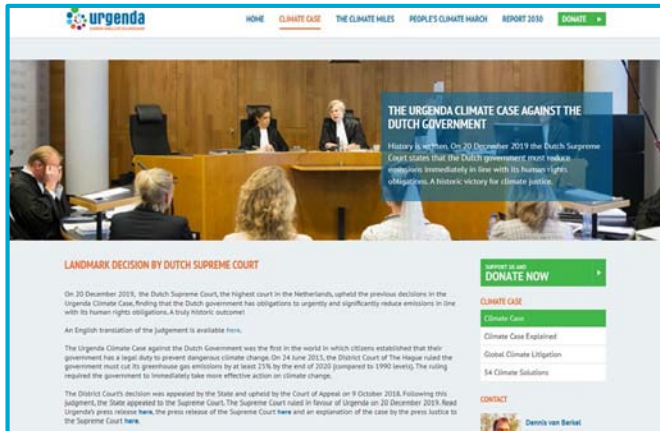 urgenda
HOME
CLIMATE CASE
THE CLIMATE MILES
PEOPLE'S CLIMATE MARCH
REPORT 2030
DONATE
THE URGENDA CLIMATE CASE AGAINST THE
DUTCH GOVERNMENT
History is written. On 20 December 2019 the Dutch Surpreme
Court states that the Dutch government must reduce
emissions immediately in line with its human rights
obligations. A historic victory for climate justice.
LANDMARK DECISION BY DUTCH SUPREME COURT
On 20 December 2019, the Dutch Supreme Court, the highest court in the Netherlands, upheld the previous decisions in the
Urgenda Climate Case, finding that the Dutch government has obligations to urgently and significantly reduce emissions in line
with its human rights obligations. A truly historic outcome!
An English translation of the judgement is available here.
The Urgenda Climate Case against the Dutch Government was the first in the world in which citizens established that their
government has a legal duty to prevent dangerous climate change. On 24 June 2015, the District Court of The Hague ruled the
government must cut its greenhouse gas emissions by at least 25% by the end of 2020 (compared to 1990 levels). The ruling
required the government to immediately take more effective action on climate change.
The District Court's decision was appealed by the State and upheld by the Court of Appeal on 9 October 2018. Following this
judgment, the State appealed to the Supreme Court. The Supreme Court ruled in favour of Urgenda on 20 December 2019. Read
Urgenda's press release here, the press release of the Supreme Court here and an explanation of the case by the press Justice to
the Supreme Court here.
SUPPORT US AND
DONATE NOW
CLIMATE CASE
Climate Case
Climate Case Explained
Global Climate Litigation
54 Climate Solutions
CONTACT
Dennis van Berkel